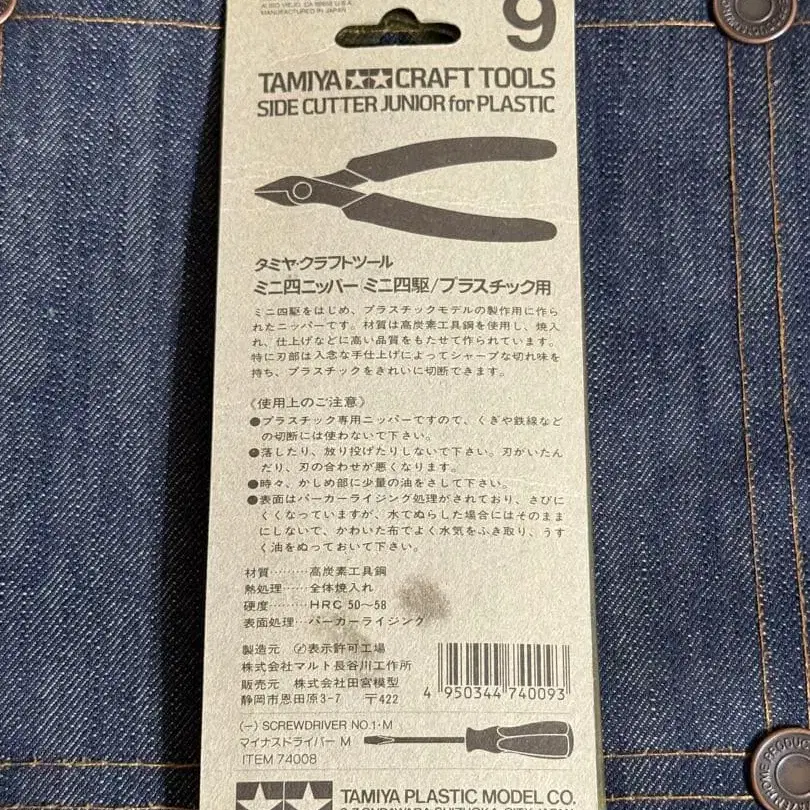 MANUFACTURED IN JAPAN
9
TAMIYA CRAFT TOOLS
SIDE CUTTER JUNIOR for PLASTIC
タミヤ・クラフトツール
ミニ四ニッパー(ミニ四駆/プラスチック用
ミニ四駆をはじめ、プラスチックモデルの製作用に作ら
れたニッパーです。材質は高炭素工具鋼を使用し、焼入
れ、仕上げなどに高い品質をもたせて作られています。
特に刃部は入念な手仕上げによってシャープな切れ味を
持ち、プラスチックをきれいに切断できます。
《使用上のご注意》
●プラスチック専用ニッパーですので、くぎや鉄線など
の切断には使わないで下さい。
●落したり、放り投げたりしないで下さい。刃がいたん
だり、刃の合わせが悪くなります。
●時々、かしめ部に少量の油をさして下さい。
●表面はパーカーライジング処理がされており、さびに
くくなっていますが、水でぬらした場合にはそのまま
にしないで、かわいた布でよく水気をふき取り、うす
く油をぬっておいて下さい。
材質………高炭素工具鋼
熱処理……全体焼入れ
硬度………HRC 50〜58
表面処理…パーカーライジング
製造元 表示許可工場
株式会社マルト長谷川工作所
販売元 株式会社田宮模型
静岡市恩田原3-7 〒422
4 950344 740093
(−) SCREWDRIVER NO.1・M
マイナスドライバー M
ITEM 74008
TAMIYA PLASTIC MODEL CO.